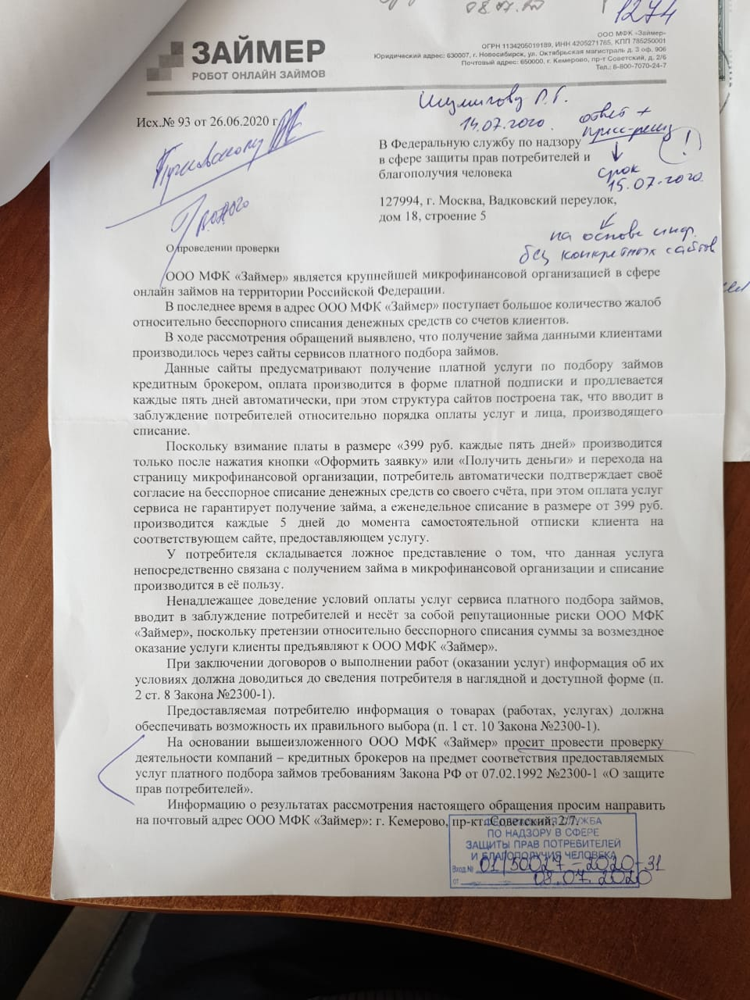 08.07.20
1274
ЗАЙМЕР
РОБОТ ОНЛАЙН ЗАЙМОВ
ООО МФК «Займер»
ОГРН 1134205019189, ИНН 4205271785, КПП 785250001
Юридический адрес: 630007, г. Новосибирск, ул. Октябрьская магистраль д. 3 оф. 906
Почтовый адрес: 650000, г. Кемерово, пр-т Советский, д. 2/6
Тел.: 8-800-7070-24-7
Исх.№ 93 от 26.06.2020 г
14.07.2020.
ответ +
пресс-релиз
!
срок
15.07.2020
В Федеральную службу по надзору
в сфере защиты прав потребителей и
благополучия человека
127994, г. Москва, Вадковский переулок,
дом 18, строение 5
на основе инф.
без конкретных сайтов
О проведении проверки
ООО МФК «Займер» является крупнейшей микрофинансовой организацией в сфере
онлайн займов на территории Российской Федерации.
В последнее время в адрес ООО МФК «Займер» поступает большое количество жалоб
относительно бесспорного списания денежных средств со счетов клиентов.
В ходе рассмотрения обращений выявлено, что получение займа данными клиентами
производилось через сайты сервисов платного подбора займов.
Данные сайты предусматривают получение платной услуги по подбору займов
кредитным брокером, оплата производится в форме платной подписки и продлевается
каждые пять дней автоматически, при этом структура сайтов построена так, что вводит в
заблуждение потребителей относительно порядка оплаты услуг и лица, производящего
списание.
Поскольку взимание платы в размере «399 руб. каждые пять дней» производится
только после нажатия кнопки «Оформить заявку» или «Получить деньги» и перехода на
страницу микрофинансовой организации, потребитель автоматически подтверждает своё
согласие на бесспорное списание денежных средств со своего счёта, при этом оплата услуг
сервиса не гарантирует получение займа, а еженедельное списание в размере от 399 руб.
производится каждые 5 дней до момента самостоятельной отписки клиента на
соответствующем сайте, предоставляющем услугу.
У потребителя складывается ложное представление о том, что данная услуга
непосредственно связана с получением займа в микрофинансовой организации и списание
производится в её пользу.
Ненадлежащее доведение условий оплаты услуг сервиса платного подбора займов,
вводит в заблуждение потребителей и несёт за собой репутационные риски ООО МФК
«Займер», поскольку претензии относительно бесспорного списания суммы за возмездное
оказание услуги клиенты предъявляют к ООО МФК «Займер».
При заключении договоров о выполнении работ (оказании услуг) информация об их
условиях должна доводиться до сведения потребителя в наглядной и доступной форме (п.
2 ст. 8 Закона №2300-1).
Предоставляемая потребителю информация о товарах (работах, услугах) должна
обеспечивать возможность их правильного выбора (п. 1 ст. 10 Закона №2300-1).
На основании вышеизложенного ООО МФК «Займер» просит провести проверку
деятельности компаний – кредитных брокеров на предмет соответствия предоставляемых
услуг платного подбора займов требованиям Закона РФ от 07.02.1992 №2300-1 «О защите
прав потребителей».
Информацию о результатах рассмотрения настоящего обращения просим направить
на почтовый адрес ООО МФК «Займер»: г. Кемерово, пр-кт. Советский, 2.7.
ФЕДЕРАЛЬНАЯ СЛУЖБА
ПО НАДЗОРУ В СФЕРЕ
ЗАЩИТЫ ПРАВ ПОТРЕБИТЕЛЕЙ
И БЛАГОПОЛУЧИЯ ЧЕЛОВЕКА
Вход.№ 01/50027-2020-31
от 08.07.2020